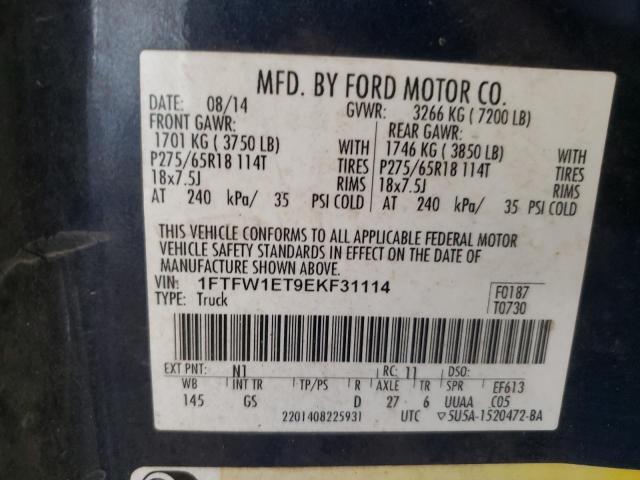 MFD. BY FORD MOTOR CO.
DATE: 08/14 GVWR: 3266 KG ( 7200 LB)
FRONT GAWR: REAR GAWR:
1701 KG ( 3750 LB) WITH 1746 KG ( 3850 LB) WITH
P275/65R18 114T TIRES P275/65R18 114T TIRES
18x7.5J RIMS 18x7.5J RIMS
AT 240 kPa/ 35 PSI COLD AT 240 kPa/ 35 PSI COLD
THIS VEHICLE CONFORMS TO ALL APPLICABLE FEDERAL MOTOR
VEHICLE SAFETY STANDARDS IN EFFECT ON THE DATE OF
MANUFACTURE SHOWN ABOVE.
VIN: 1FTFW1ET9EKF31114 F0187
TYPE: Truck T0730
EXT PNT: N1 RC: 11 DSO:
WB INT TR TP/PS R AXLE TR SPR EF613
145 GS D 27 6 UUAA C05
2201408225931 UTC ▽5U5A-1520472-BA